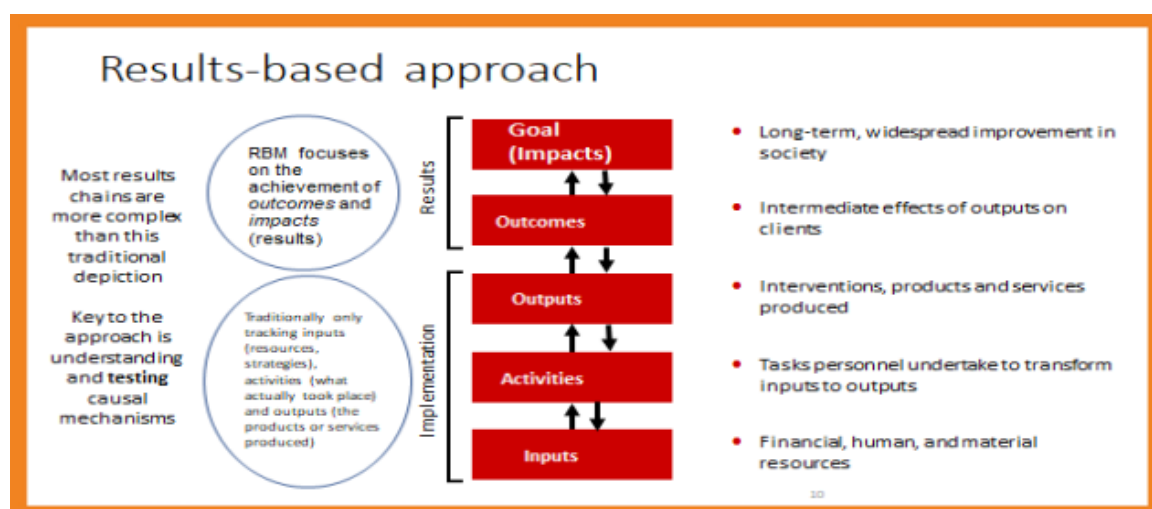 Results-based approach
Most results
chains are
more complex
than this
traditional
depiction
Key to the
approach is
understanding
and testing
causal
mechanisms
RBM focuses
on the
achievement of
outcomes and
impacts
(results)
Traditionally only
tracking inputs
(resources,
strategies),
activities (what
actually took place)
and outputs (the
products or services
produced)
Results
Implementation
Goal
(Impacts)
Outcomes
Outputs
Activities
Inputs
• Long-term, widespread improvement in
society
• Intermediate effects of outputs on
clients
• Interventions, products and services
produced
• Tasks personnel undertake to transform
inputs to outputs
• Financial, human, and material
resources
10